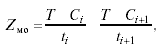 Zмо = T  Cᵢ / tᵢ  T  Cᵢ₊₁ / tᵢ₊₁ ,